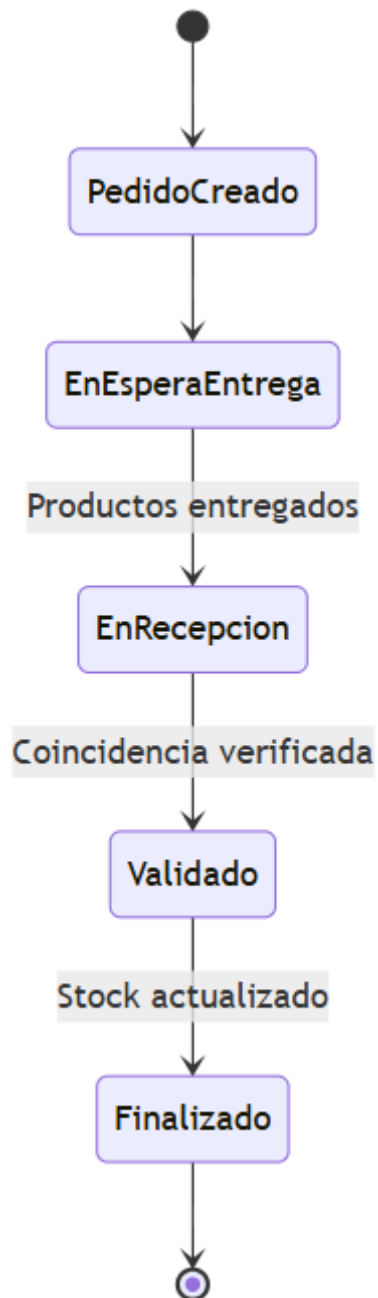 PedidoCreado
EnEsperaEntrega
Productos entregados
EnRecepcion
Coincidencia verificada
Validado
Stock actualizado
Finalizado